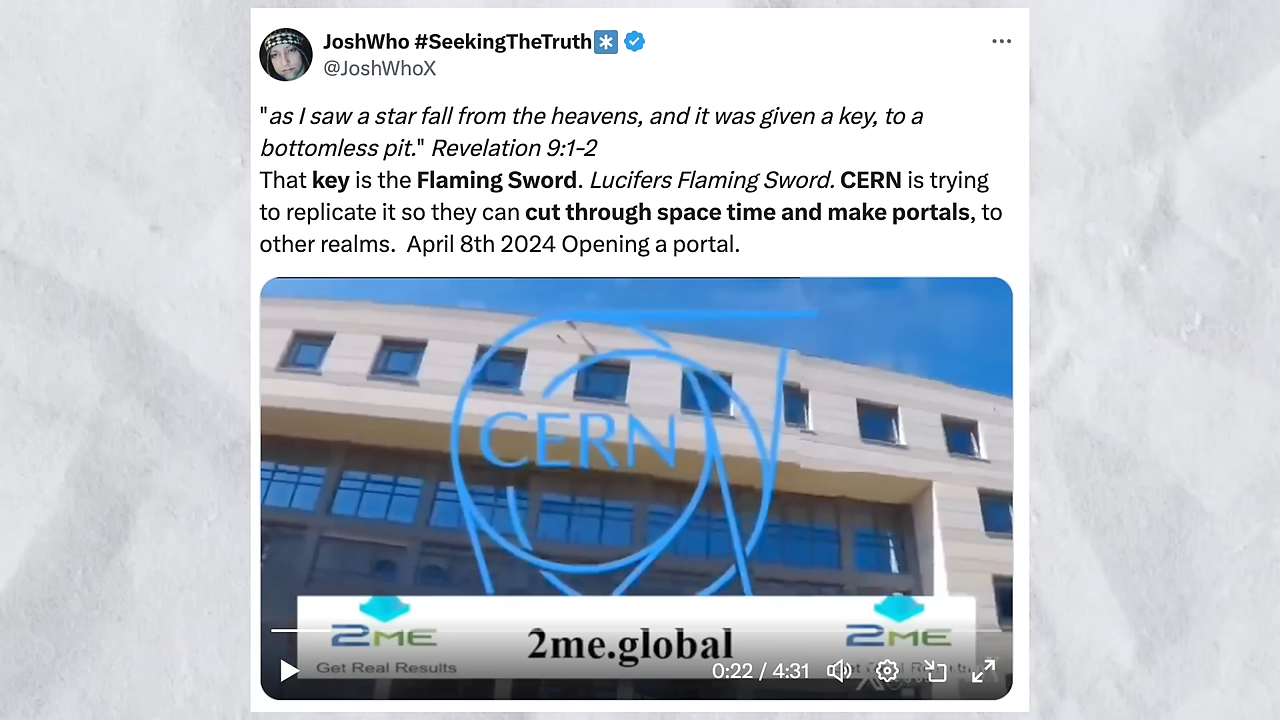 JoshWho #SeekingTheTruth
@JoshWhoX
"as I saw a star fall from the heavens, and it was given a key, to a
bottomless pit." Revelation 9:1-2
That key is the Flaming Sword. Lucifers Flaming Sword. CERN is trying
to replicate it so they can cut through space time and make portals, to
other realms.  April 8th 2024 Opening a portal.
CERN
2ME
Get Real Results
2me.global
2ME
0:22 / 4:31